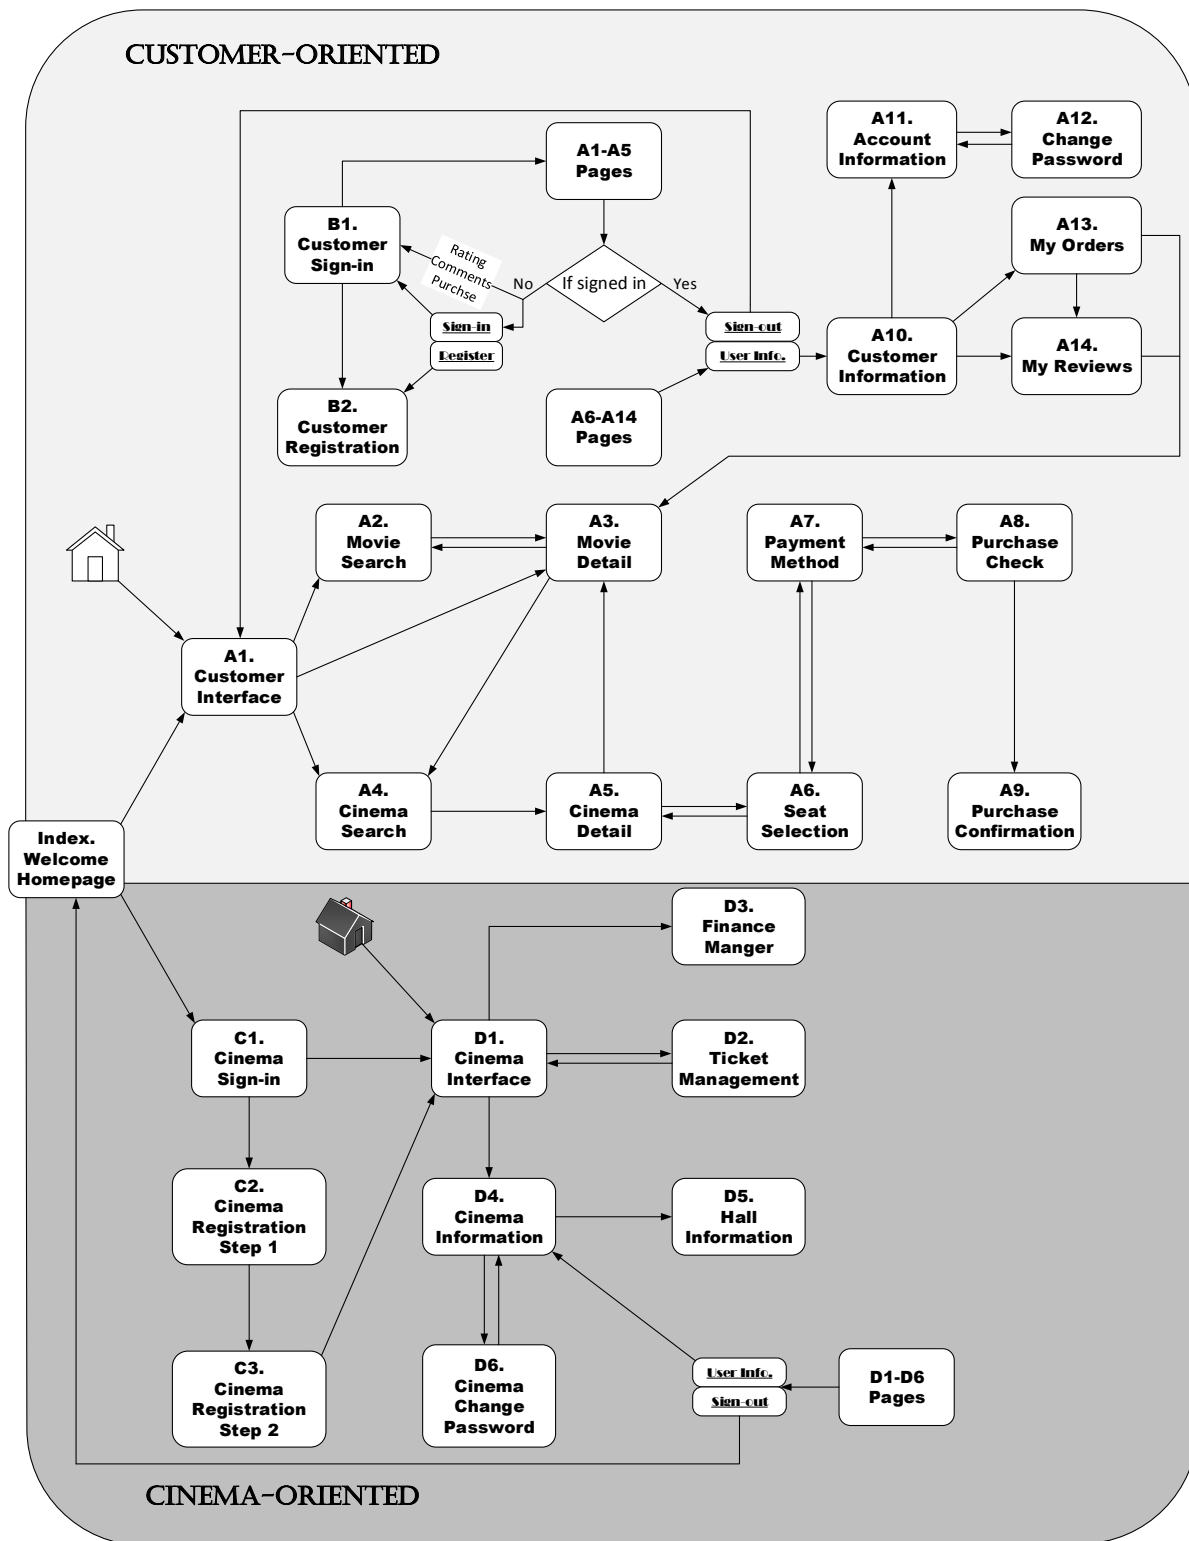 CUSTOMER-ORIENTED
A1-A5
Pages
A11.
Account
Information
A12.
Change
Password
B1.
Customer
Sign-in
Rating
Comments
Purchse
No
If signed in
Yes
A13.
My Orders
Sign-in
Register
Sign-out
User Info.
A10.
Customer
Information
A14.
My Reviews
B2.
Customer
Registration
A6-A14
Pages
A2.
Movie
Search
A3.
Movie
Detail
A7.
Payment
Method
A8.
Purchase
Check
A1.
Customer
Interface
A4.
Cinema
Search
A5.
Cinema
Detail
A6.
Seat
Selection
A9.
Purchase
Confirmation
Index.
Welcome
Homepage
D3.
Finance
Manger
C1.
Cinema
Sign-in
D1.
Cinema
Interface
D2.
Ticket
Management
C2.
Cinema
Registration
Step 1
D4.
Cinema
Information
D5.
Hall
Information
C3.
Cinema
Registration
Step 2
D6.
Cinema
Change
Password
User Info.
Sign-out
D1-D6
Pages
CINEMA-ORIENTED